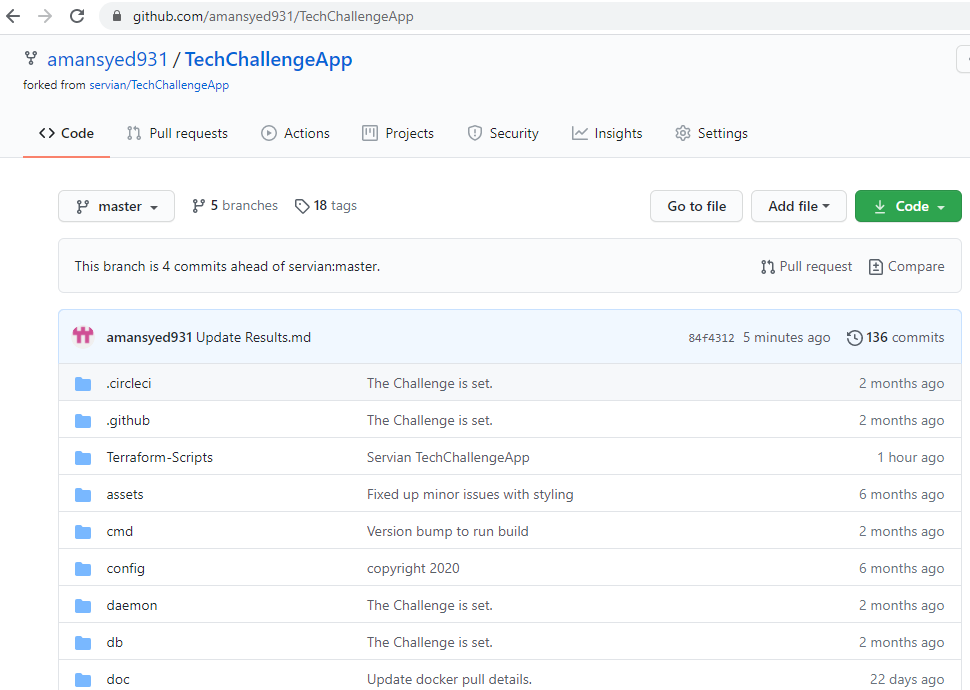 github.com/amansyed931/TechChallengeApp
amansyed931 / TechChallengeApp
forked from servian/TechChallengeApp
Code Pull requests Actions Projects Security Insights Settings
master 5 branches 18 tags Go to file Add file Code
This branch is 4 commits ahead of servian:master. Pull request Compare
amansyed931 Update Results.md 84f4312 5 minutes ago 136 commits
.circleci The Challenge is set. 2 months ago
.github The Challenge is set. 2 months ago
Terraform-Scripts Servian TechChallengeApp 1 hour ago
assets Fixed up minor issues with styling 6 months ago
cmd Version bump to run build 2 months ago
config copyright 2020 6 months ago
daemon The Challenge is set. 2 months ago
db The Challenge is set. 2 months ago
doc Update docker pull details. 22 days ago